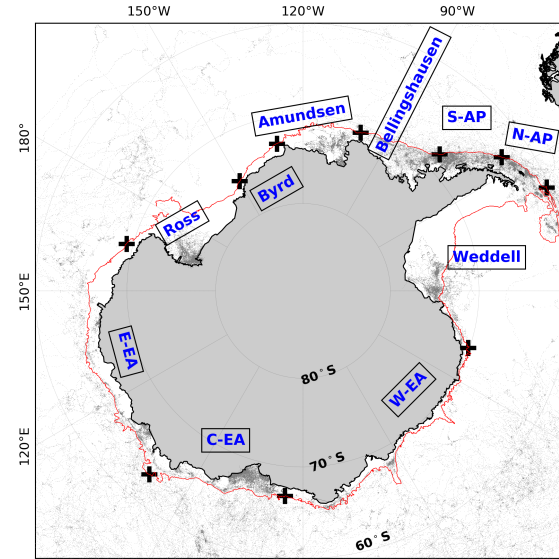 150°W
120°W
90°W
180°
150°E
120°E
Amundsen
Bellingshausen
S-AP
N-AP
Byrd
Ross
Weddell
E-EA
80°S
W-EA
C-EA
70°S
60°S